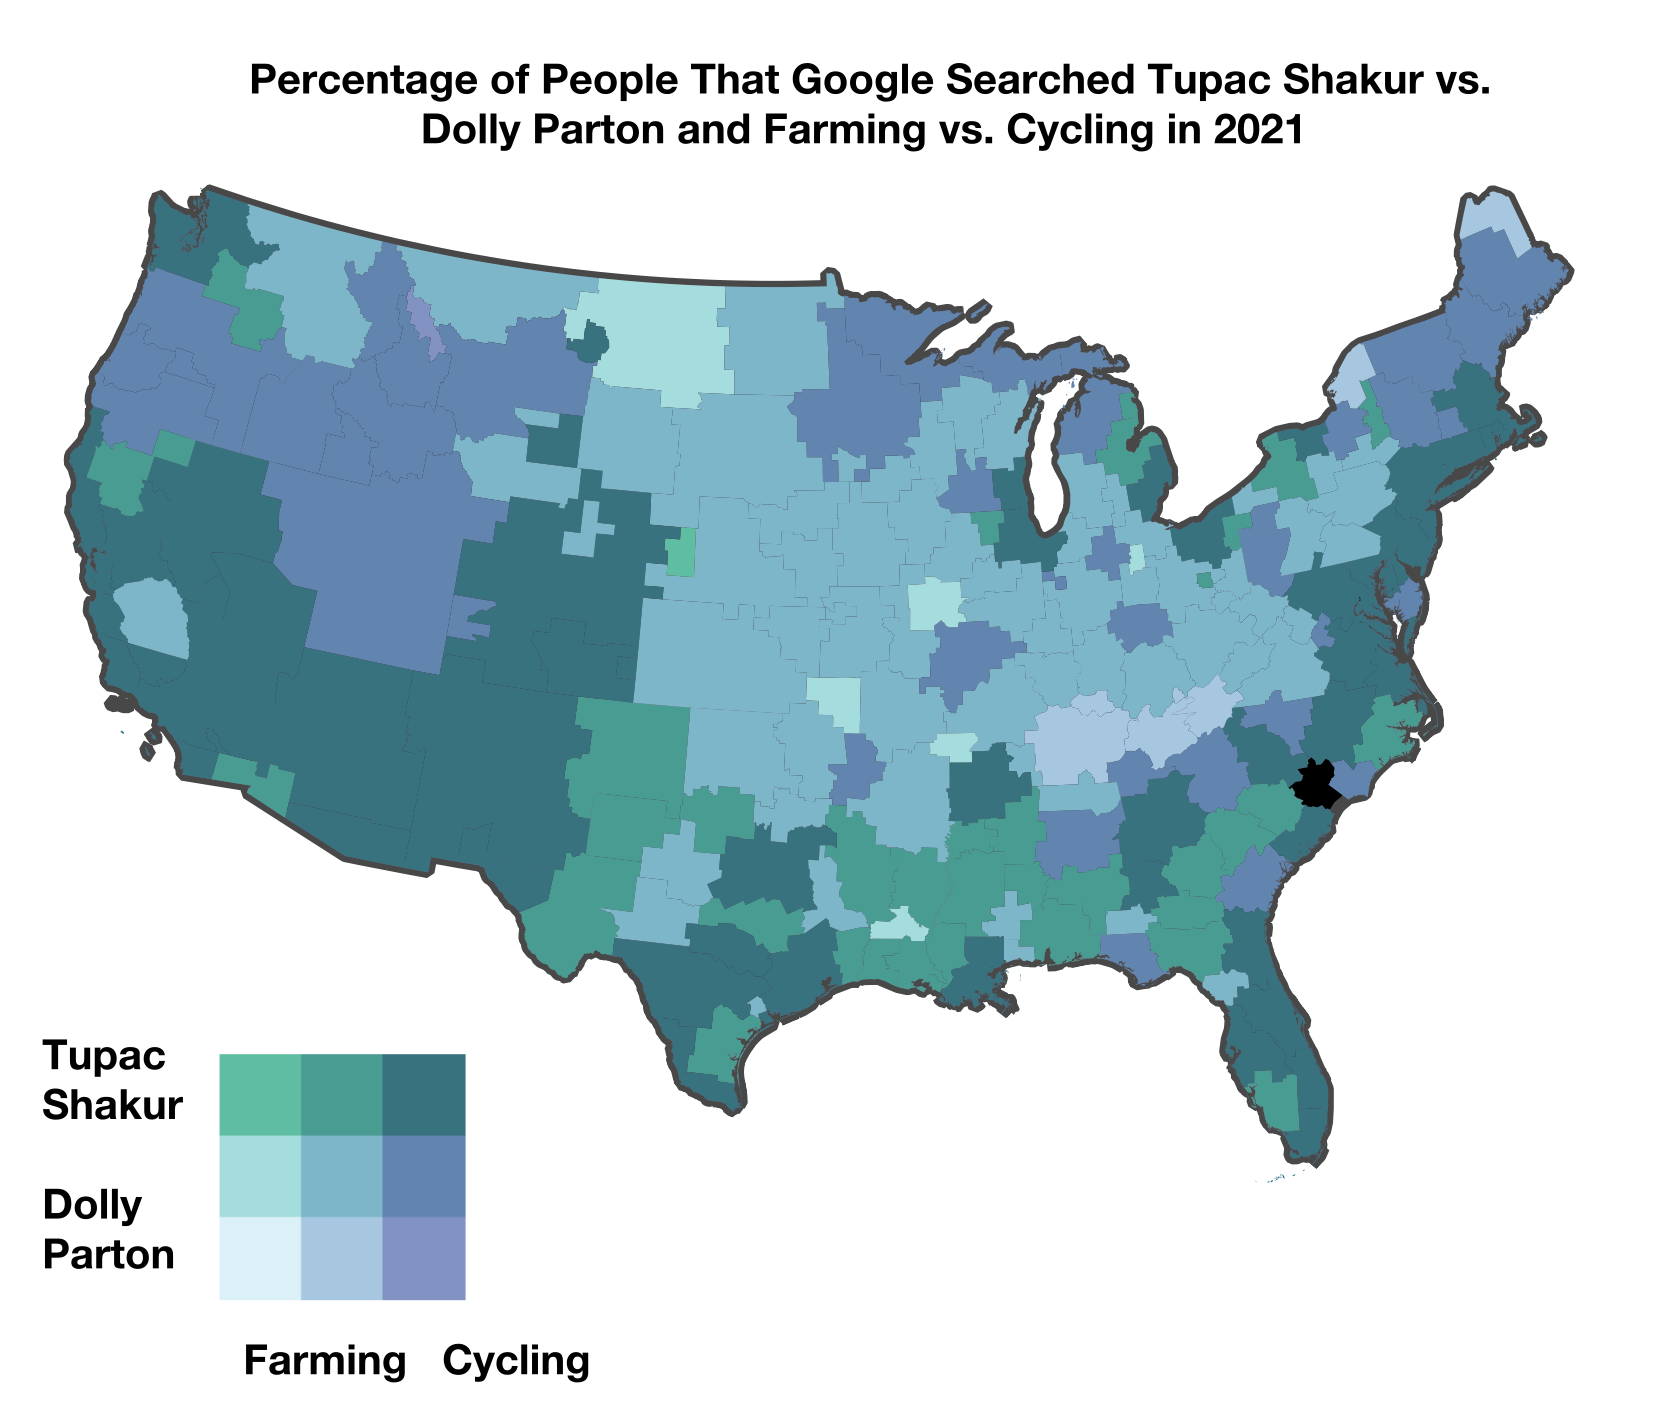 Percentage of People That Google Searched Tupac Shakur vs.
Dolly Parton and Farming vs. Cycling in 2021
Tupac
Shakur
Dolly
Parton
Farming Cycling